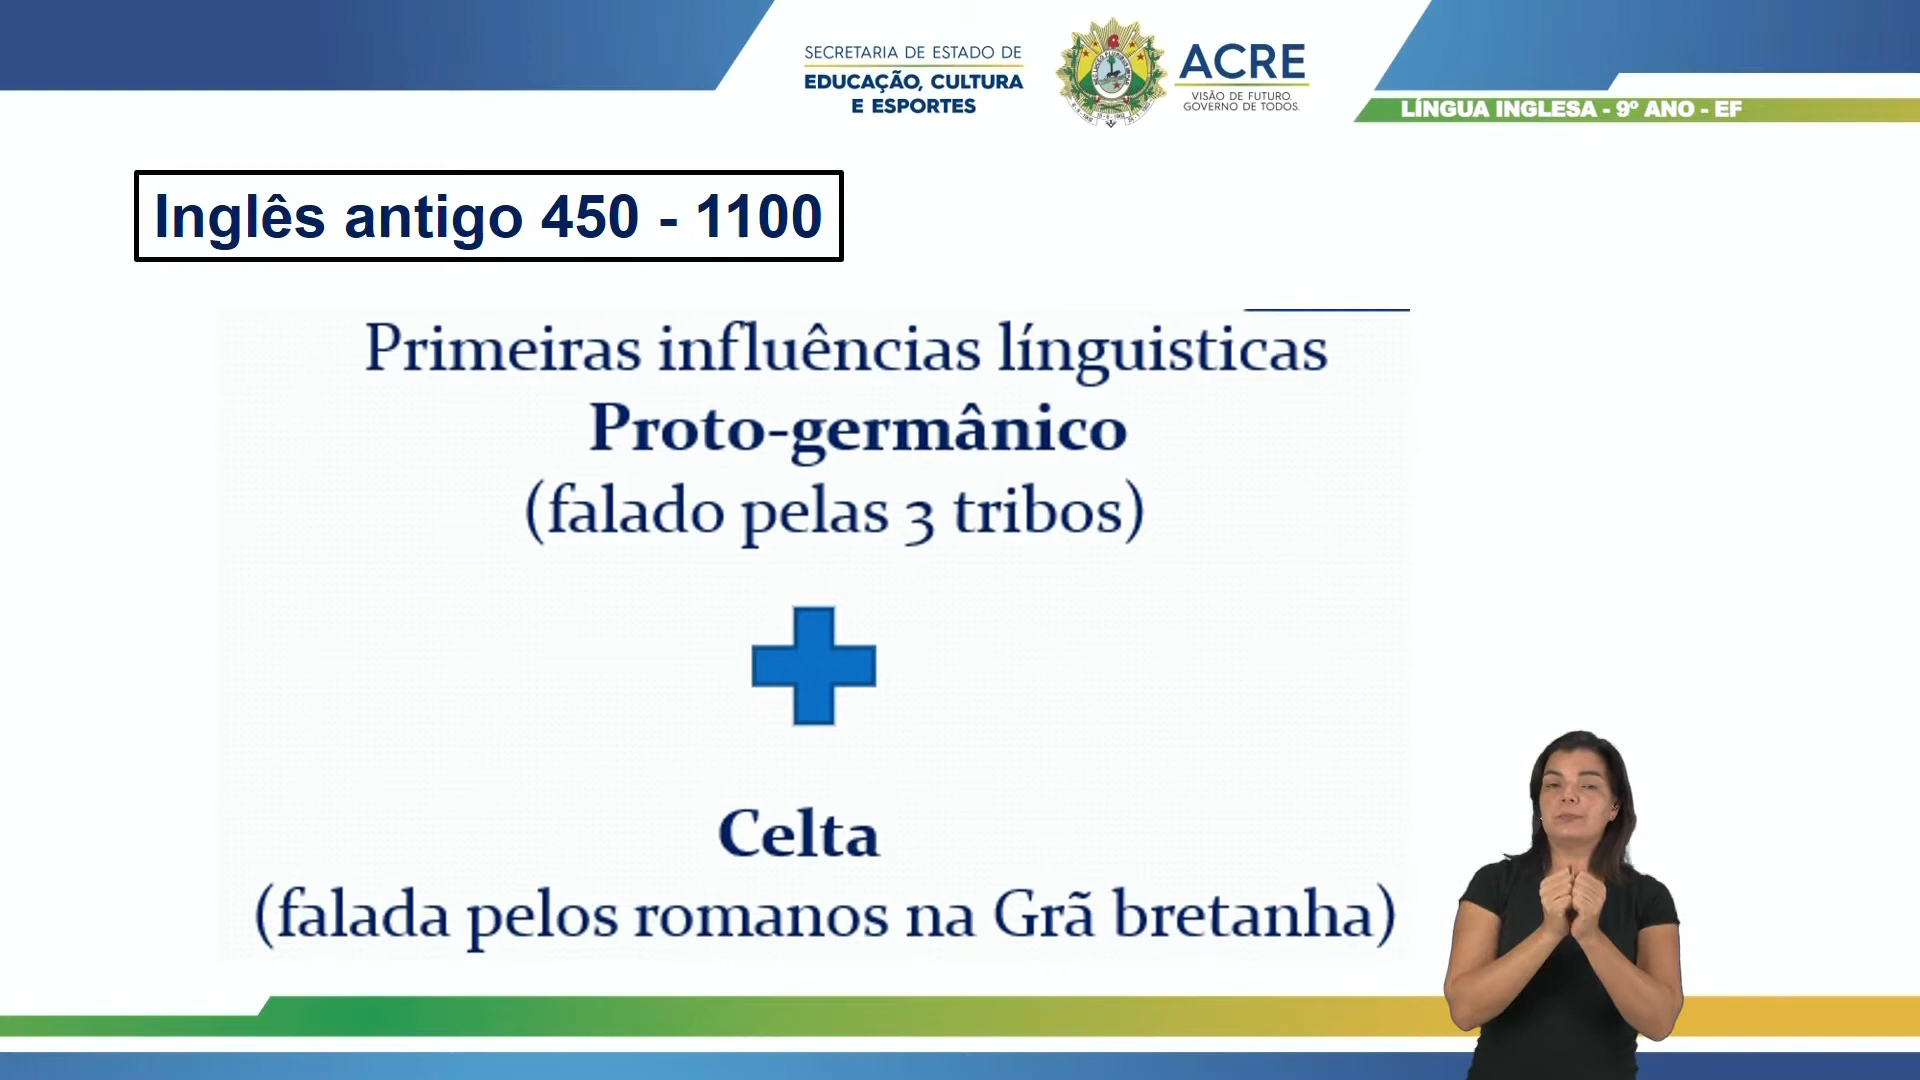 SECRETARIA DE ESTADO DE
EDUCAÇÃO, CULTURA
E ESPORTES
ACRE
VISÃO DE FUTURO.
GOVERNO DE TODOS.
LÍNGUA INGLESA - 9º ANO - EF
Inglês antigo 450 - 1100
Primeiras influências línguisticas
Proto-germânico
(falado pelas 3 tribos)
Celta
(falada pelos romanos na Grã bretanha)